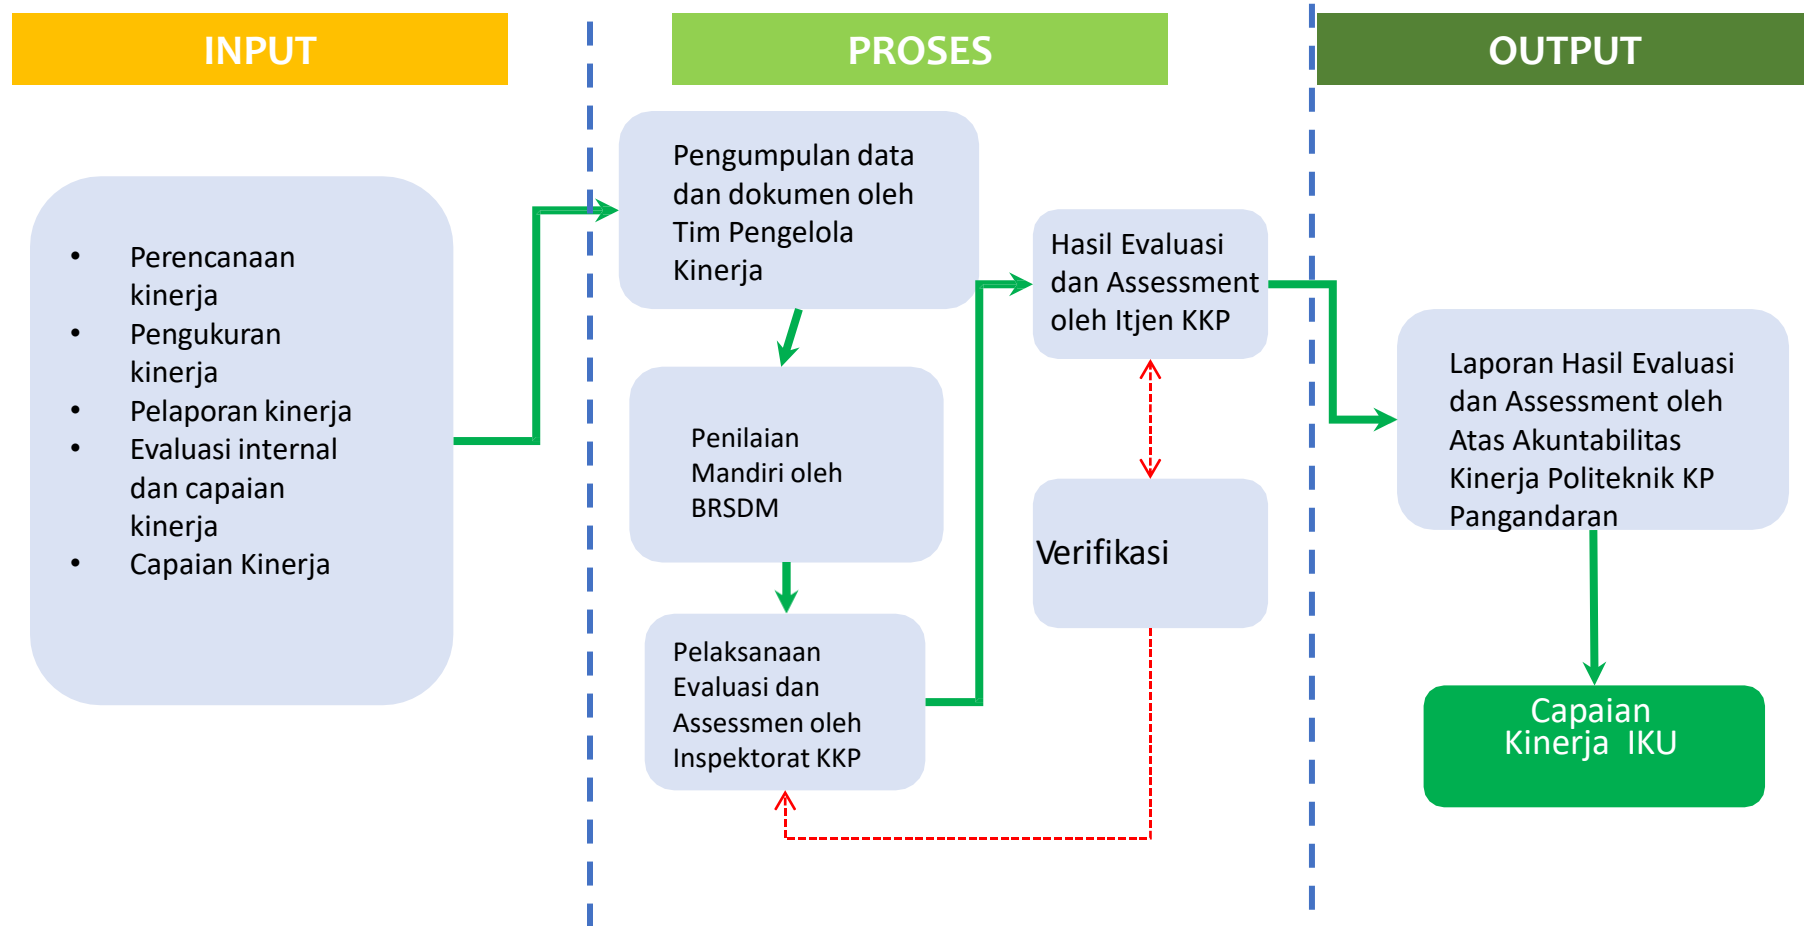 INPUT
PROSES
OUTPUT
• Perencanaan
kinerja
• Pengukuran
kinerja
• Pelaporan kinerja
• Evaluasi internal
dan capaian
kinerja
• Capaian Kinerja
Pengumpulan data
dan dokumen oleh
Tim Pengelola
Kinerja
Penilaian
Mandiri oleh
BRSDM
Pelaksanaan
Evaluasi dan
Assessmen oleh
Inspektorat KKP
Hasil Evaluasi
dan Assessment
oleh Itjen KKP
Verifikasi
Laporan Hasil Evaluasi
dan Assessment oleh
Atas Akuntabilitas
Kinerja Politeknik KP
Pangandaran
Capaian
Kinerja IKU